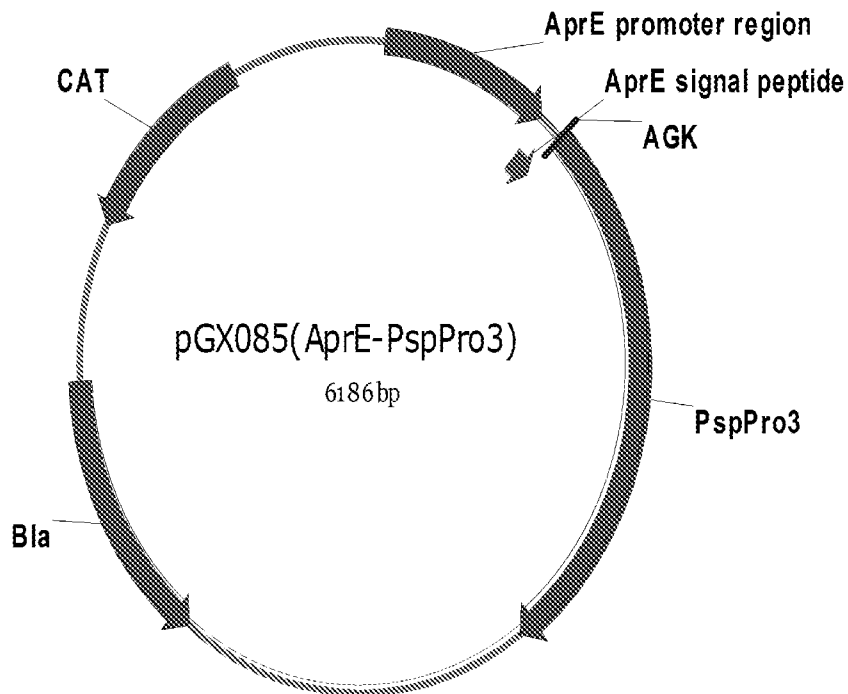 AprE promoter region
CAT
AprE signal peptide
AGK
pGX085(AprE-PspPro3)
6186bp
PspPro3
Bla